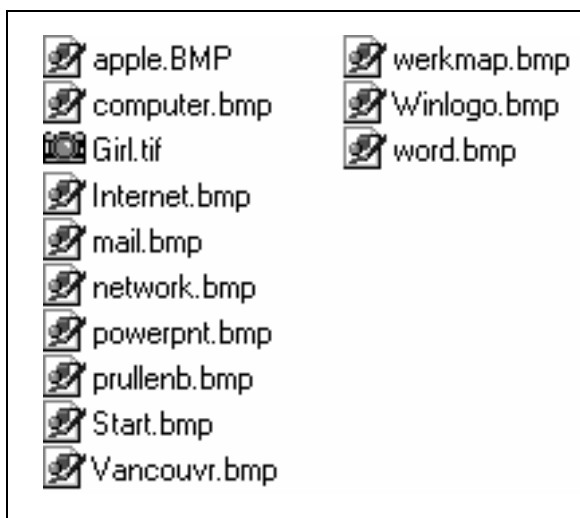 apple.BMP
computer.bmp
Girl.tif
Internet.bmp
mail.bmp
network.bmp
powerpnt.bmp
prullenb.bmp
Start.bmp
Vancouvr.bmp
werkmap.bmp
Winlogo.bmp
word.bmp